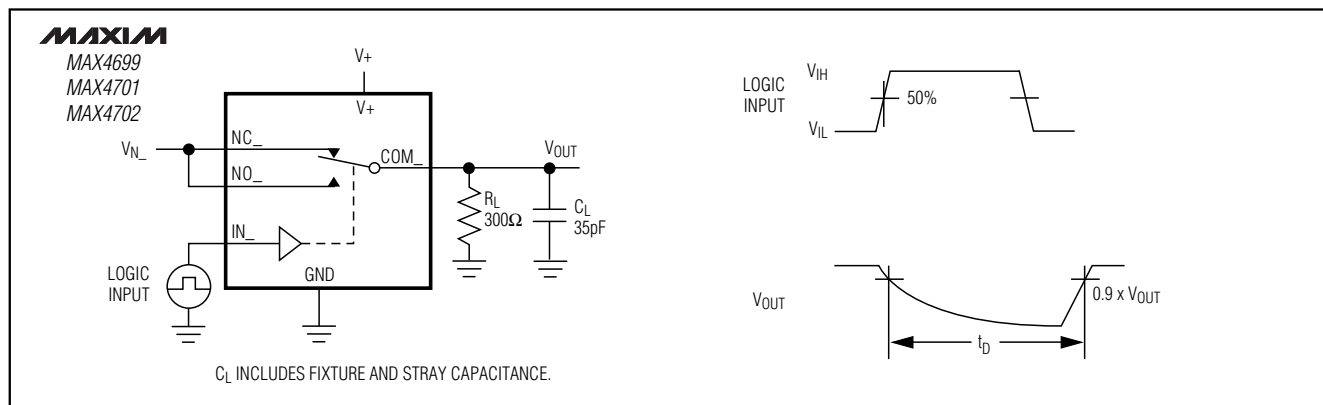 MAXIM
MAX4699
MAX4701
MAX4702
V+
V+
V_N_
NC_
NO_
COM_
V_OUT
R_L
300Ω
C_L
35pF
IN_
LOGIC
INPUT
GND
C_L INCLUDES FIXTURE AND STRAY CAPACITANCE.
LOGIC
INPUT
V_IH
50%
V_IL
V_OUT
0.9 x V_OUT
t_D